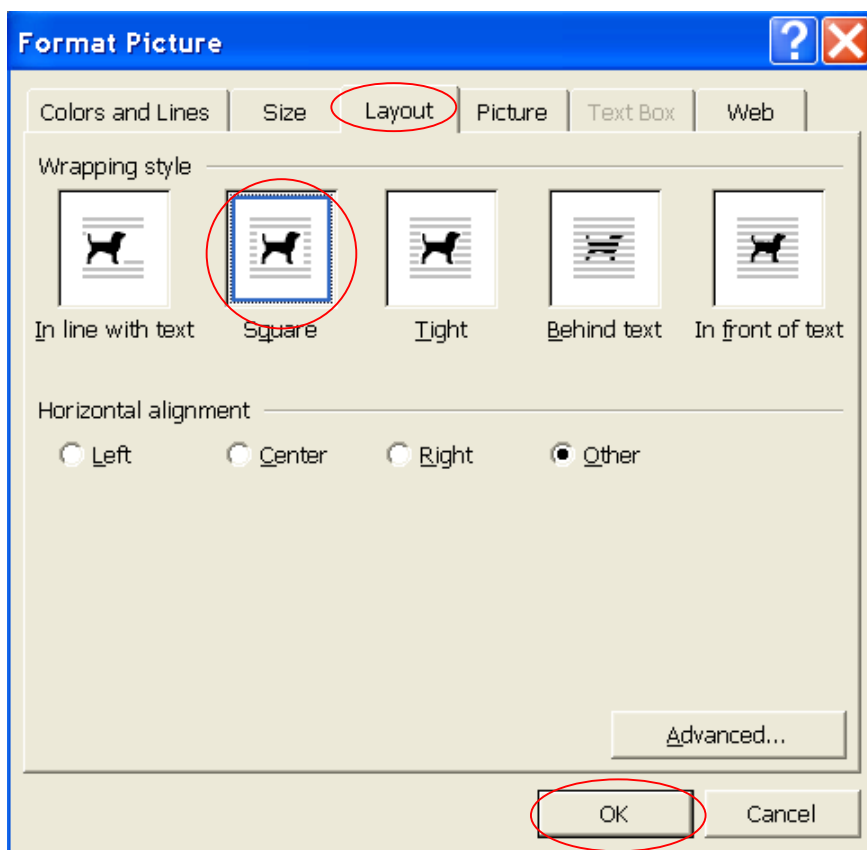 Format Picture
Colors and Lines Size Layout Picture Text Box Web
Wrapping style
In line with text Square Tight Behind text In front of text
Horizontal alignment
Left Center Right Other
Advanced...
OK Cancel